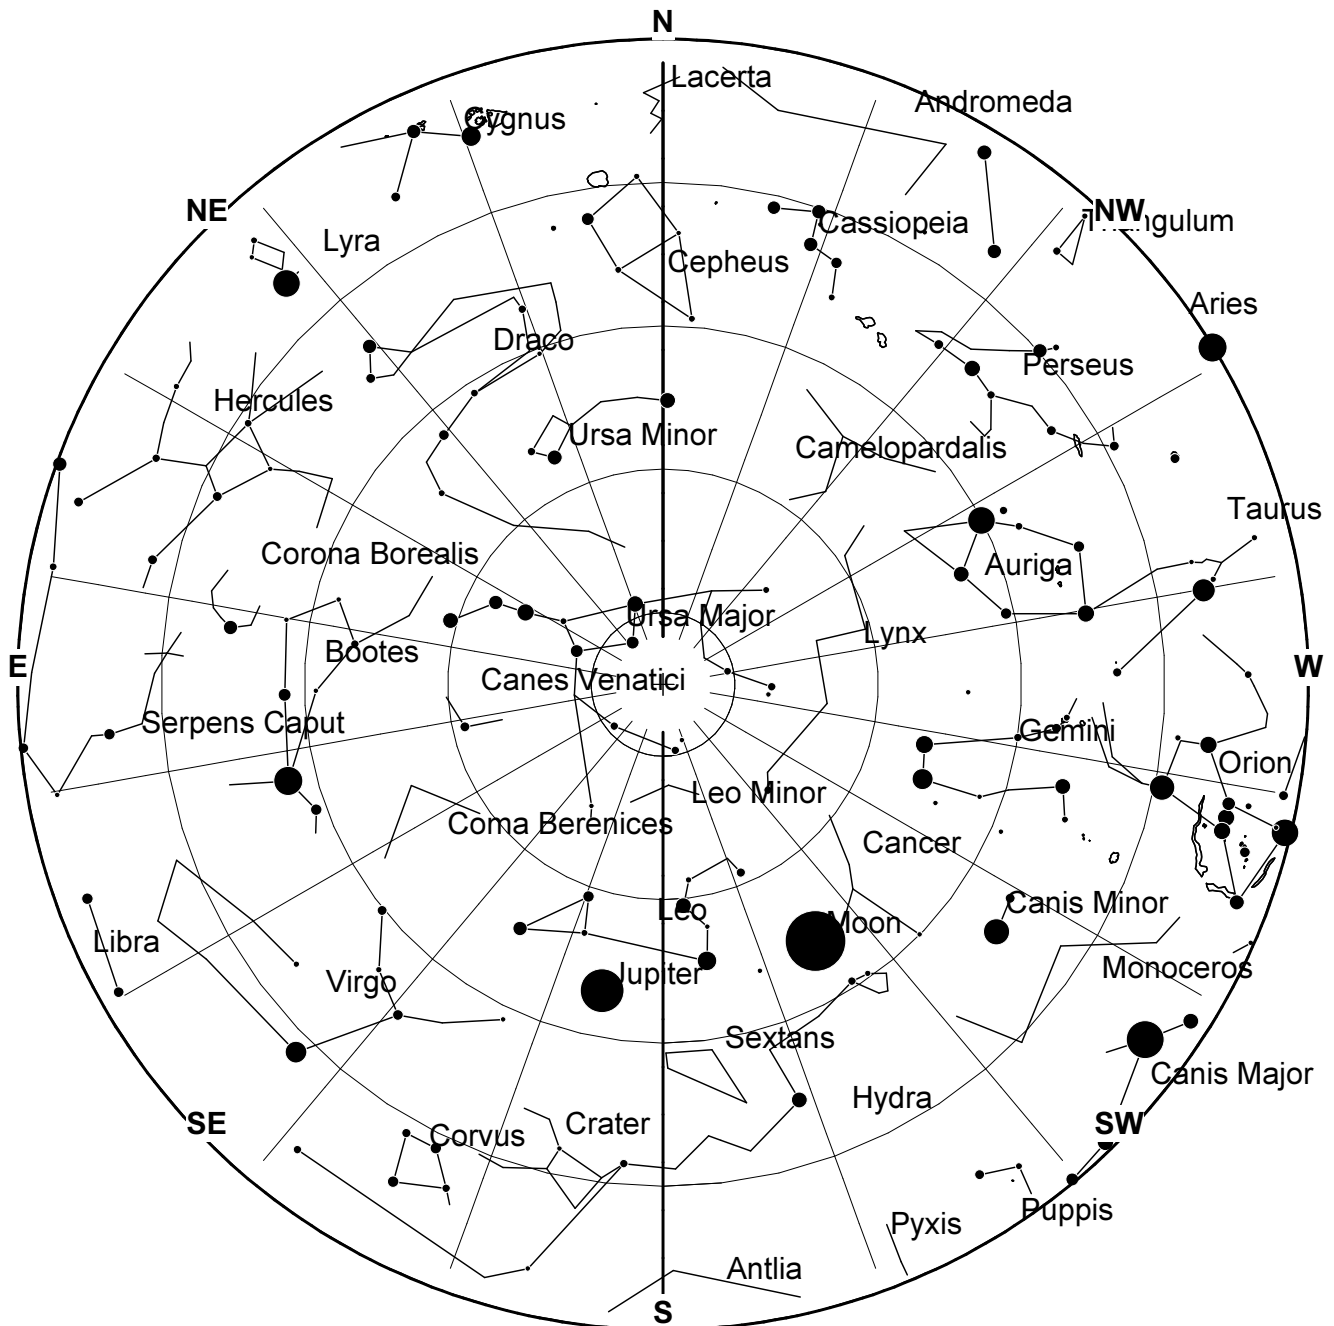 N
Lacerta
Andromeda
Cygnus
NE
NW
Triangulum
Cassiopeia
Lyra
Cepheus
Aries
Draco
Perseus
Hercules
Ursa Minor
Camelopardalis
Taurus
Corona Borealis
Auriga
Ursa Major
Lynx
Bootes
E
W
Canes Venatici
Serpens Caput
Gemini
Orion
Leo Minor
Coma Berenices
Cancer
Canis Minor
Leo
Moon
Libra
Monoceros
Jupiter
Virgo
Sextans
Canis Major
Hydra
SE
Crater
SW
Corvus
Puppis
Pyxis
Antlia
S